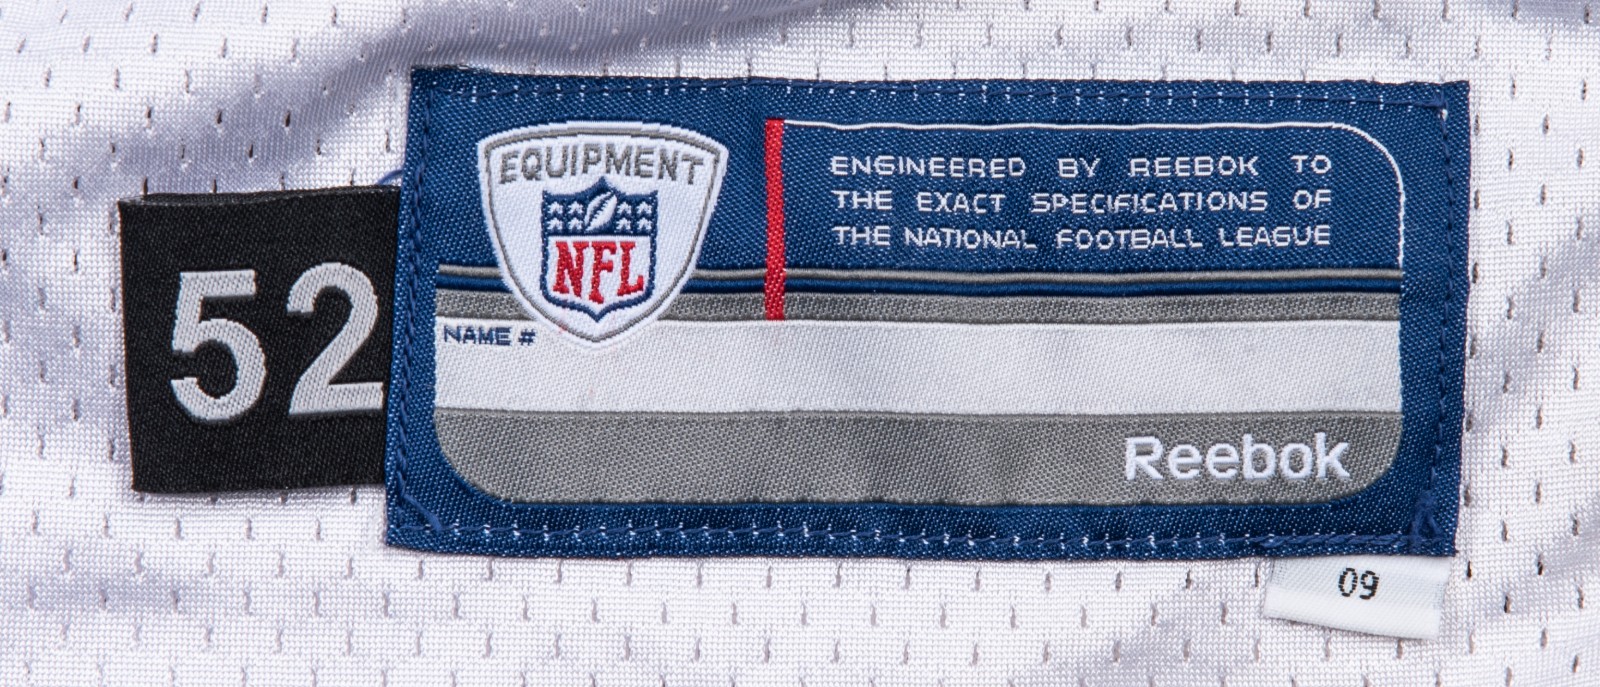 52
EQUIPMENT
NFL
ENGINEERED BY REEBOK TO
THE EXACT SPECIFICATIONS OF
THE NATIONAL FOOTBALL LEAGUE
NAME #
Reebok
09